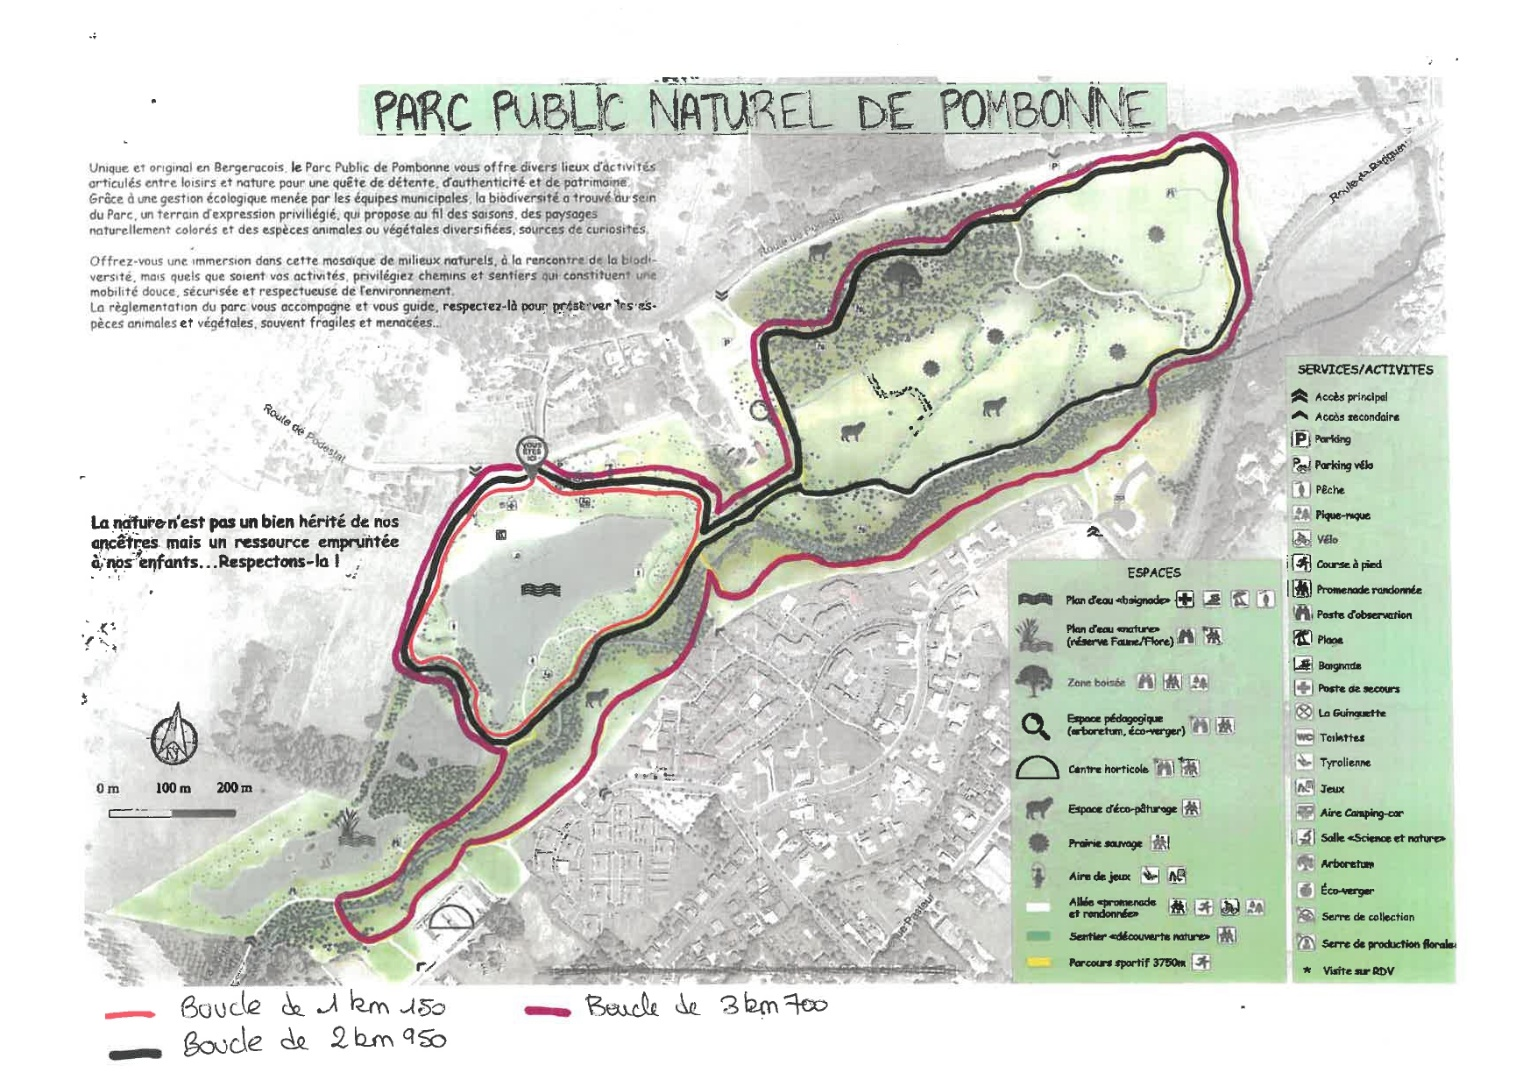 PARC PUBLIC NATUREL DE POMBONNE
Unique et original en Bergeracois, le Parc Public de Pombonne vous offre divers lieux d'activités
articulés entre loisirs et nature pour une quête de détente, d'authenticité et de patrimoine.
Grâce à une gestion écologique menée par les équipes municipales, la biodiversité a trouvé au sein
du Parc, un terrain d'expression priviliégié, qui propose au fil des saisons, des paysages
naturellement colorés et des espèces animales ou végétales diversifiées, sources de curiosités.
Offrez-vous une immersion dans cette mosaïque de milieux naturels, à la rencontre de la biodi-
versité, mais quels que soient vos activités, privilégiez chemins et sentiers qui constituent une
mobilité douce, sécurisée et respectueuse de l'environnement.
La règlementation du parc vous accompagne et vous guide, respectez-là pour préserver les es-
pèces animales et végétales, souvent fragiles et menacées...
Route de Podestat
VOUS
ETES
ICI
P
P
La nature n'est pas un bien hérité de nos
ancêtres mais un ressource empruntée
à nos enfants...Respectons-la !
N
0 m 100 m 200 m
ESPACES
Plan d'eau «baignade»
Plan d'eau «nature»
(réserve Faune/Flore)
Zone boisée
Espace pédagogique
(arboretum, éco-verger)
Centre horticole
Espace d'éco-pâturage
Prairie sauvage
Aire de jeux
Allée «promenade
et randonnée»
Sentier «découverte nature»
Parcours sportif 3750m
SERVICES/ACTIVITES
Accès principal
Accès secondaire
P Parking
Parking vélo
Pêche
Pique-nique
Vélo
Course à pied
Promenade randonnée
Poste d'observation
Plage
Baignade
Poste de secours
La Guinguette
WC Toilettes
Tyrolienne
Jeux
Aire Camping-car
Salle «Science et nature»
Arboretum
Éco-verger
Serre de collection
Serre de production florale
* Visite sur RDV
Boucle de 1 km 150
Boucle de 3 km 700
Boucle de 2 km 950